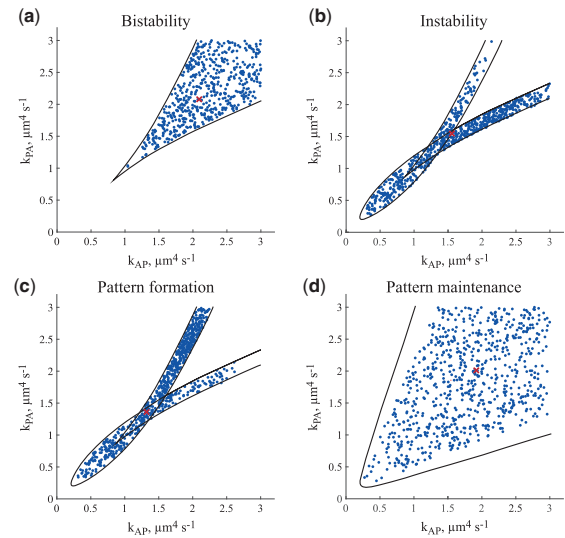 (a) Bistability
3
2.5
2
1.5
1
0.5
0
k_PA, μm⁴ s⁻¹
0 0.5 1 1.5 2 2.5 3
k_AP, μm⁴ s⁻¹
(b) Instability
3
2.5
2
1.5
1
0.5
0
k_PA, μm⁴ s⁻¹
0 0.5 1 1.5 2 2.5 3
k_AP, μm⁴ s⁻¹
(c) Pattern formation
3
2.5
2
1.5
1
0.5
0
k_PA, μm⁴ s⁻¹
0 0.5 1 1.5 2 2.5 3
k_AP, μm⁴ s⁻¹
(d) Pattern maintenance
3
2.5
2
1.5
1
0.5
0
k_PA, μm⁴ s⁻¹
0 0.5 1 1.5 2 2.5 3
k_AP, μm⁴ s⁻¹